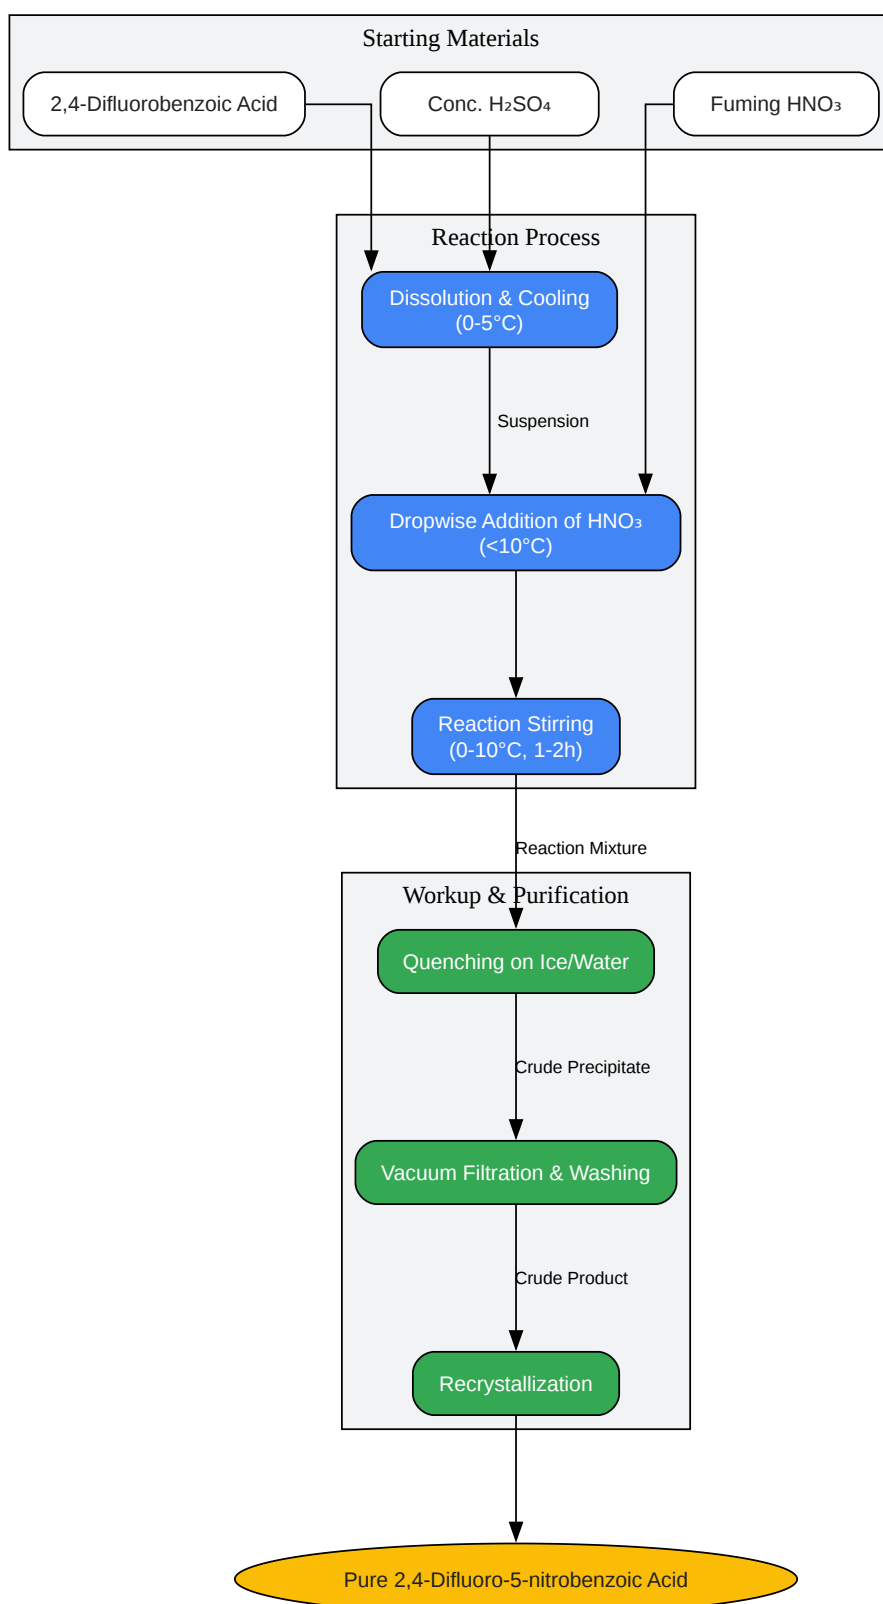 Starting Materials
2,4-Difluorobenzoic Acid
Conc. H₂SO₄
Fuming HNO₃
Reaction Process
Dissolution & Cooling
(0-5°C)
Suspension
Dropwise Addition of HNO₃
(<10°C)
Reaction Stirring
(0-10°C, 1-2h)
Reaction Mixture
Workup & Purification
Quenching on Ice/Water
Crude Precipitate
Vacuum Filtration & Washing
Crude Product
Recrystallization
Pure 2,4-Difluoro-5-nitrobenzoic Acid